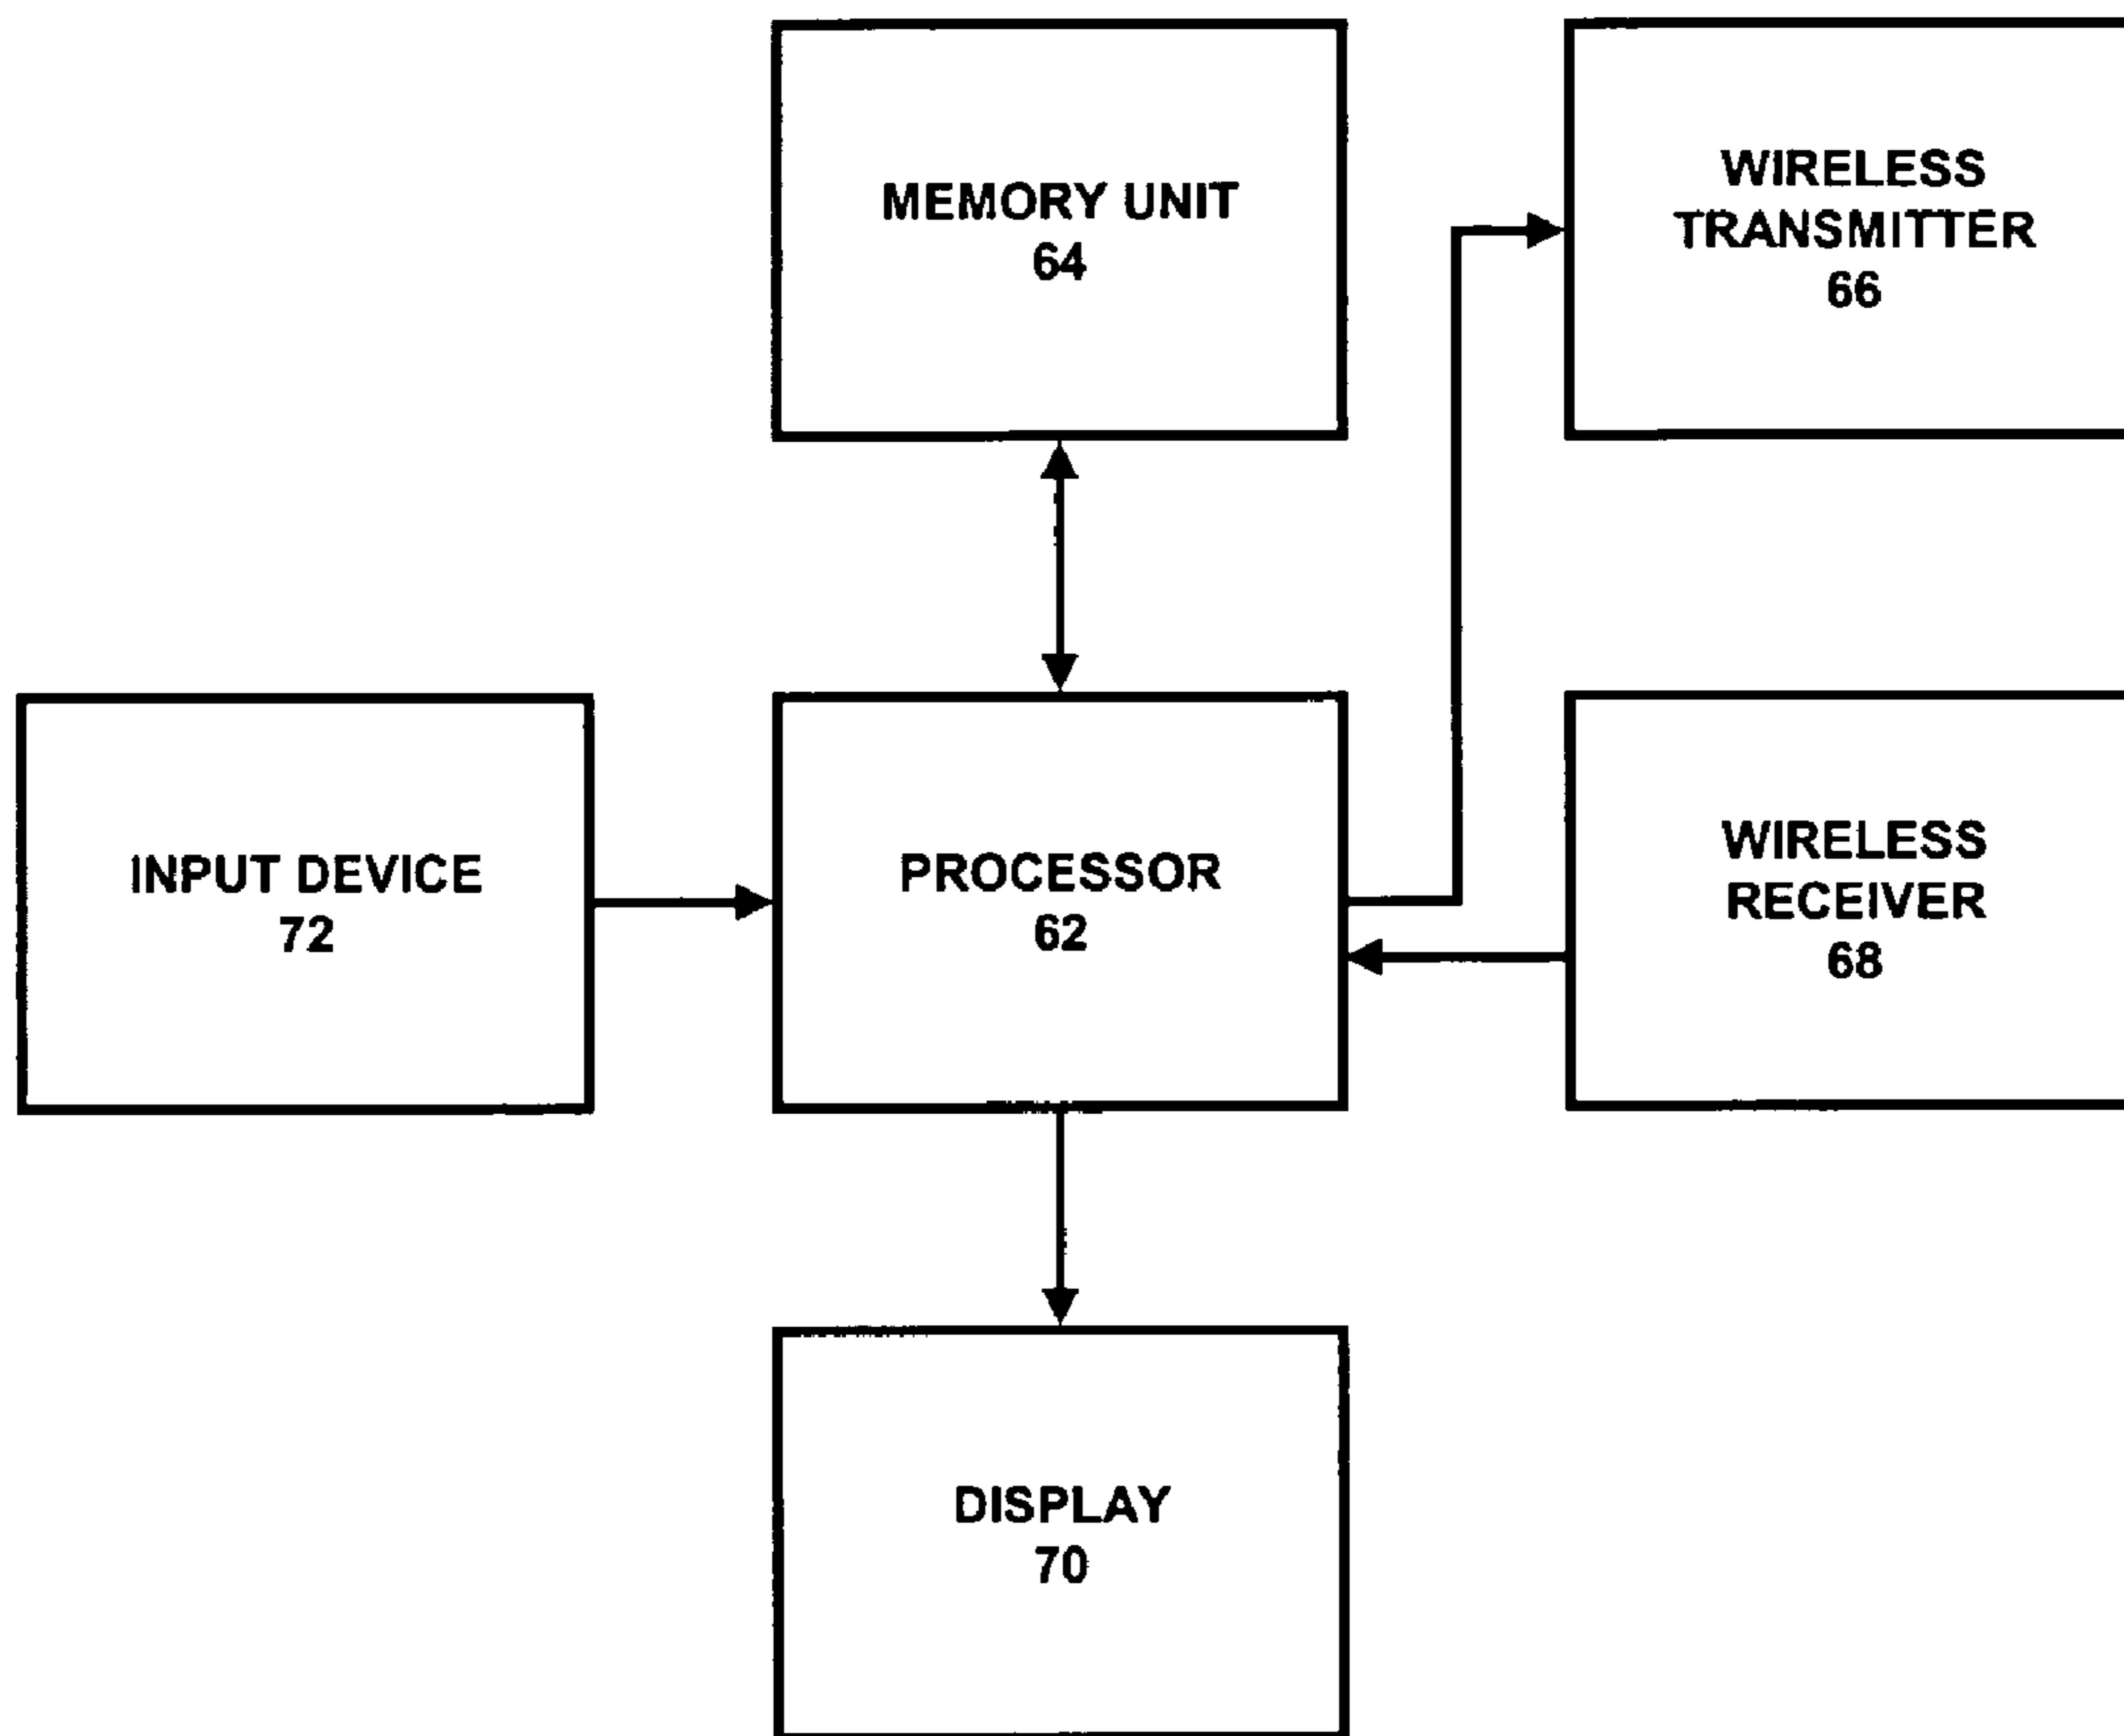 MEMORY UNIT
64
WIRELESS
TRANSMITTER
66
INPUT DEVICE
72
PROCESSOR
62
WIRELESS
RECEIVER
68
DISPLAY
70